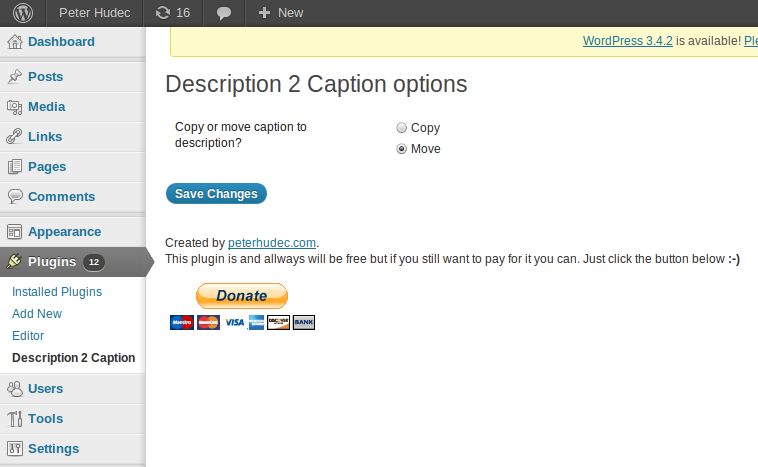 Peter Hudec 16 New
Dashboard
Posts
Media
Links
Pages
Comments
Appearance
Plugins 12
Installed Plugins
Add New
Editor
Description 2 Caption
Users
Tools
Settings
WordPress 3.4.2 is available! Ple
Description 2 Caption options
Copy or move caption to
description?
Copy
Move
Save Changes
Created by peterhudec.com.
This plugin is and allways will be free but if you still want to pay for it you can. Just click the button below :-)
Donate
Maestro MasterCard VISA DISCOVER BANK